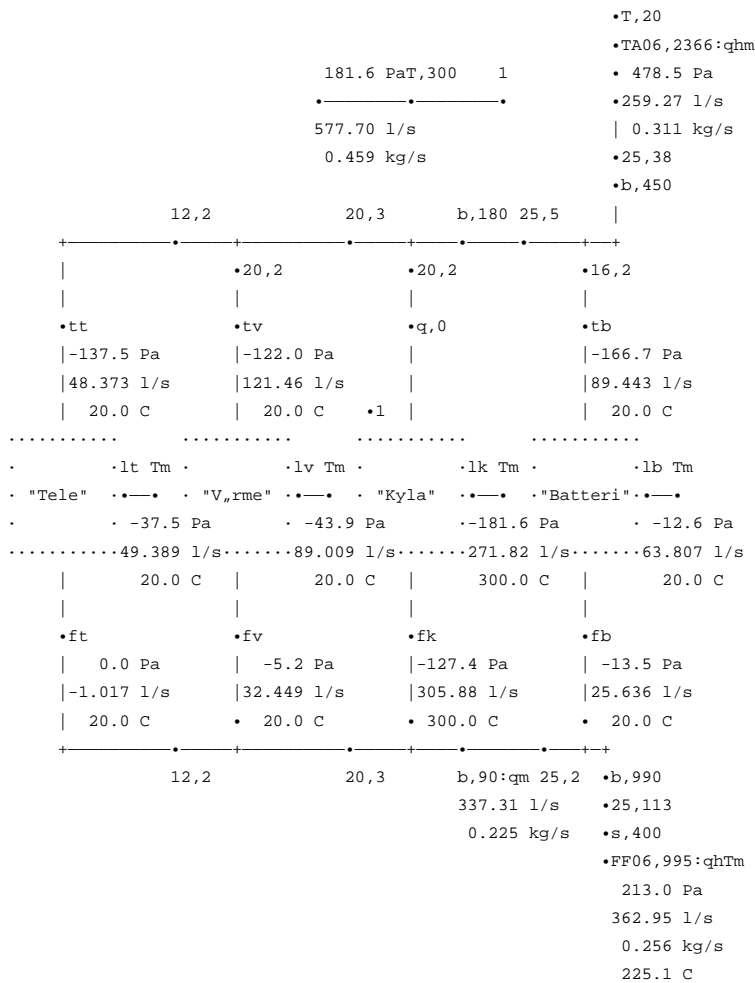 •T,20
•TA06,2366:qhm
181.6 PaT,300 1 • 478.5 Pa
•————————•————————• •259.27 l/s
577.70 l/s | 0.311 kg/s
0.459 kg/s •25,38
•b,450
12,2 20,3 b,180 25,5 |
+——————————•—————+——————————•—————+————•—————•—————+——+
| •20,2 •20,2 •16,2
| | | |
•tt •tv •q,0 •tb
|-137.5 Pa |-122.0 Pa | |-166.7 Pa
|48.373 l/s |121.46 l/s | |89.443 l/s
| 20.0 C | 20.0 C •1 | | 20.0 C
··········· ··········· ··········· ···········
· ·lt Tm · ·lv Tm · ·lk Tm · ·lb Tm
· "Tele" ·•——• · "V„rme" ·•——• · "Kyla" ·•——• ·"Batteri"·•——•
· · -37.5 Pa · -43.9 Pa ·-181.6 Pa · -12.6 Pa
···········49.389 l/s·······89.009 l/s·······271.82 l/s·······63.807 l/s
| 20.0 C | 20.0 C | 300.0 C | 20.0 C
| | | |
•ft •fv •fk •fb
| 0.0 Pa | -5.2 Pa |-127.4 Pa | -13.5 Pa
|-1.017 l/s |32.449 l/s |305.88 l/s |25.636 l/s
| 20.0 C • 20.0 C • 300.0 C • 20.0 C
+——————————•—————+——————————•—————+————•———————•———+—+
12,2 20,3 b,90:qm 25,2 •b,990
337.31 l/s •25,113
0.225 kg/s •s,400
•FF06,995:qhTm
213.0 Pa
362.95 l/s
0.256 kg/s
225.1 C